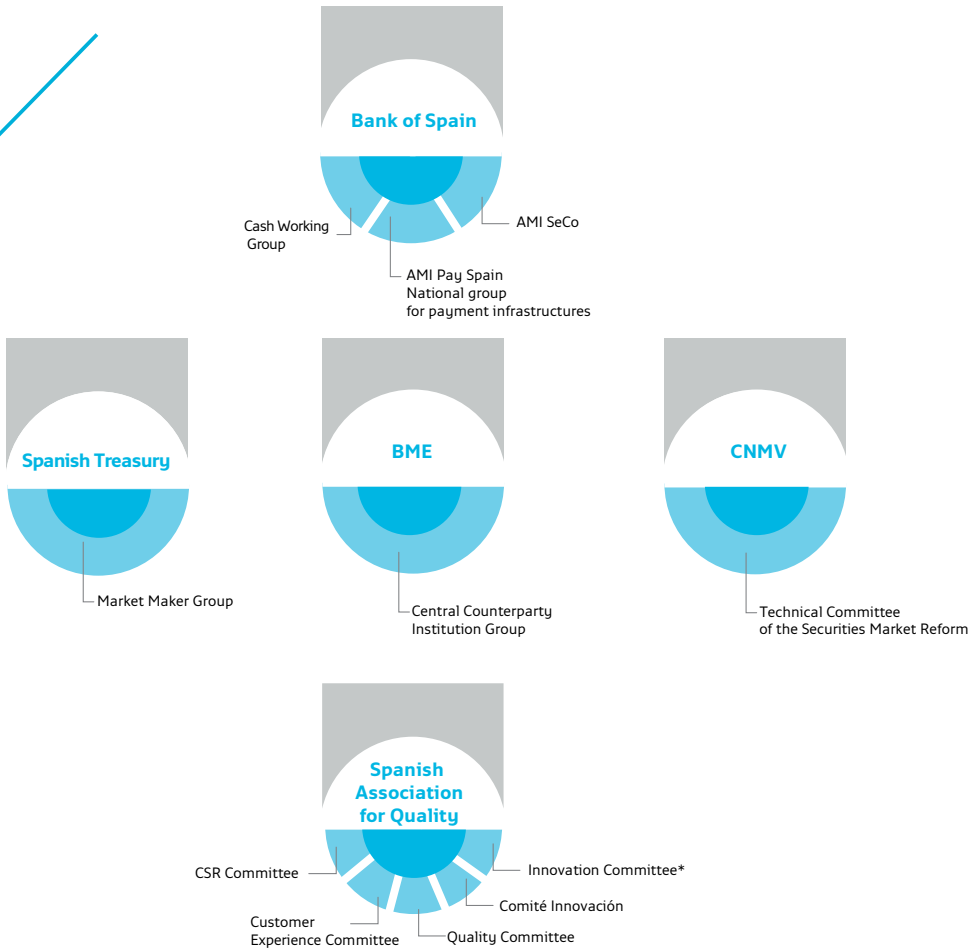 Bank of Spain
Cash Working
Group
AMI SeCo
AMI Pay Spain
National group
for payment infrastructures
Spanish Treasury
BME
CNMV
Market Maker Group
Central Counterparty
Institution Group
Technical Committee
of the Securities Market Reform
Spanish
Association
for Quality
CSR Committee
Innovation Committee*
Comité Innovación
Customer
Experience Committee
Quality Committee